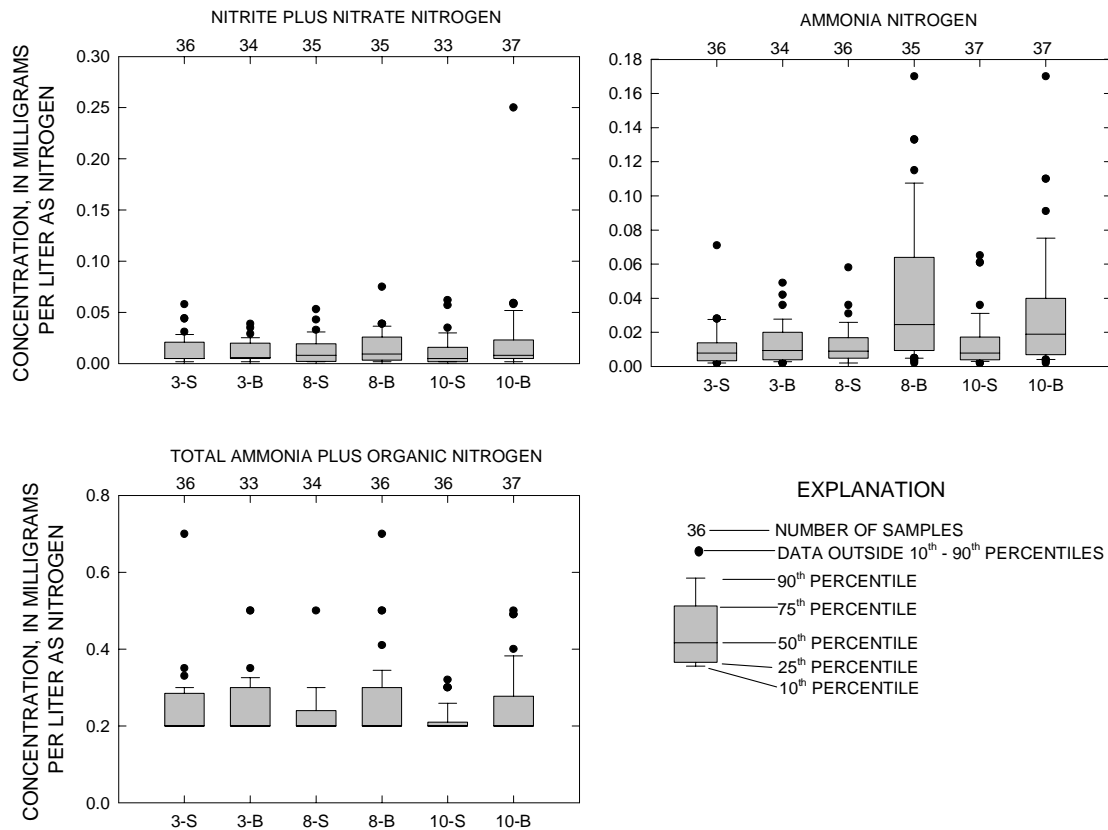 NITRITE PLUS NITRATE NITROGEN
36 34 35 35 33 37
CONCENTRATION, IN MILLIGRAMS
PER LITER AS NITROGEN
0.30
0.25
0.20
0.15
0.10
0.05
0.00
3-S 3-B 8-S 8-B 10-S 10-B
AMMONIA NITROGEN
36 34 36 35 37 37
0.18
0.16
0.14
0.12
0.10
0.08
0.06
0.04
0.02
0.00
3-S 3-B 8-S 8-B 10-S 10-B
TOTAL AMMONIA PLUS ORGANIC NITROGEN
36 33 34 36 36 37
CONCENTRATION, IN MILLIGRAMS
PER LITER AS NITROGEN
0.8
0.6
0.4
0.2
0.0
3-S 3-B 8-S 8-B 10-S 10-B
EXPLANATION
36 NUMBER OF SAMPLES
DATA OUTSIDE 10th - 90th PERCENTILES
90th PERCENTILE
75th PERCENTILE
50th PERCENTILE
25th PERCENTILE
10th PERCENTILE